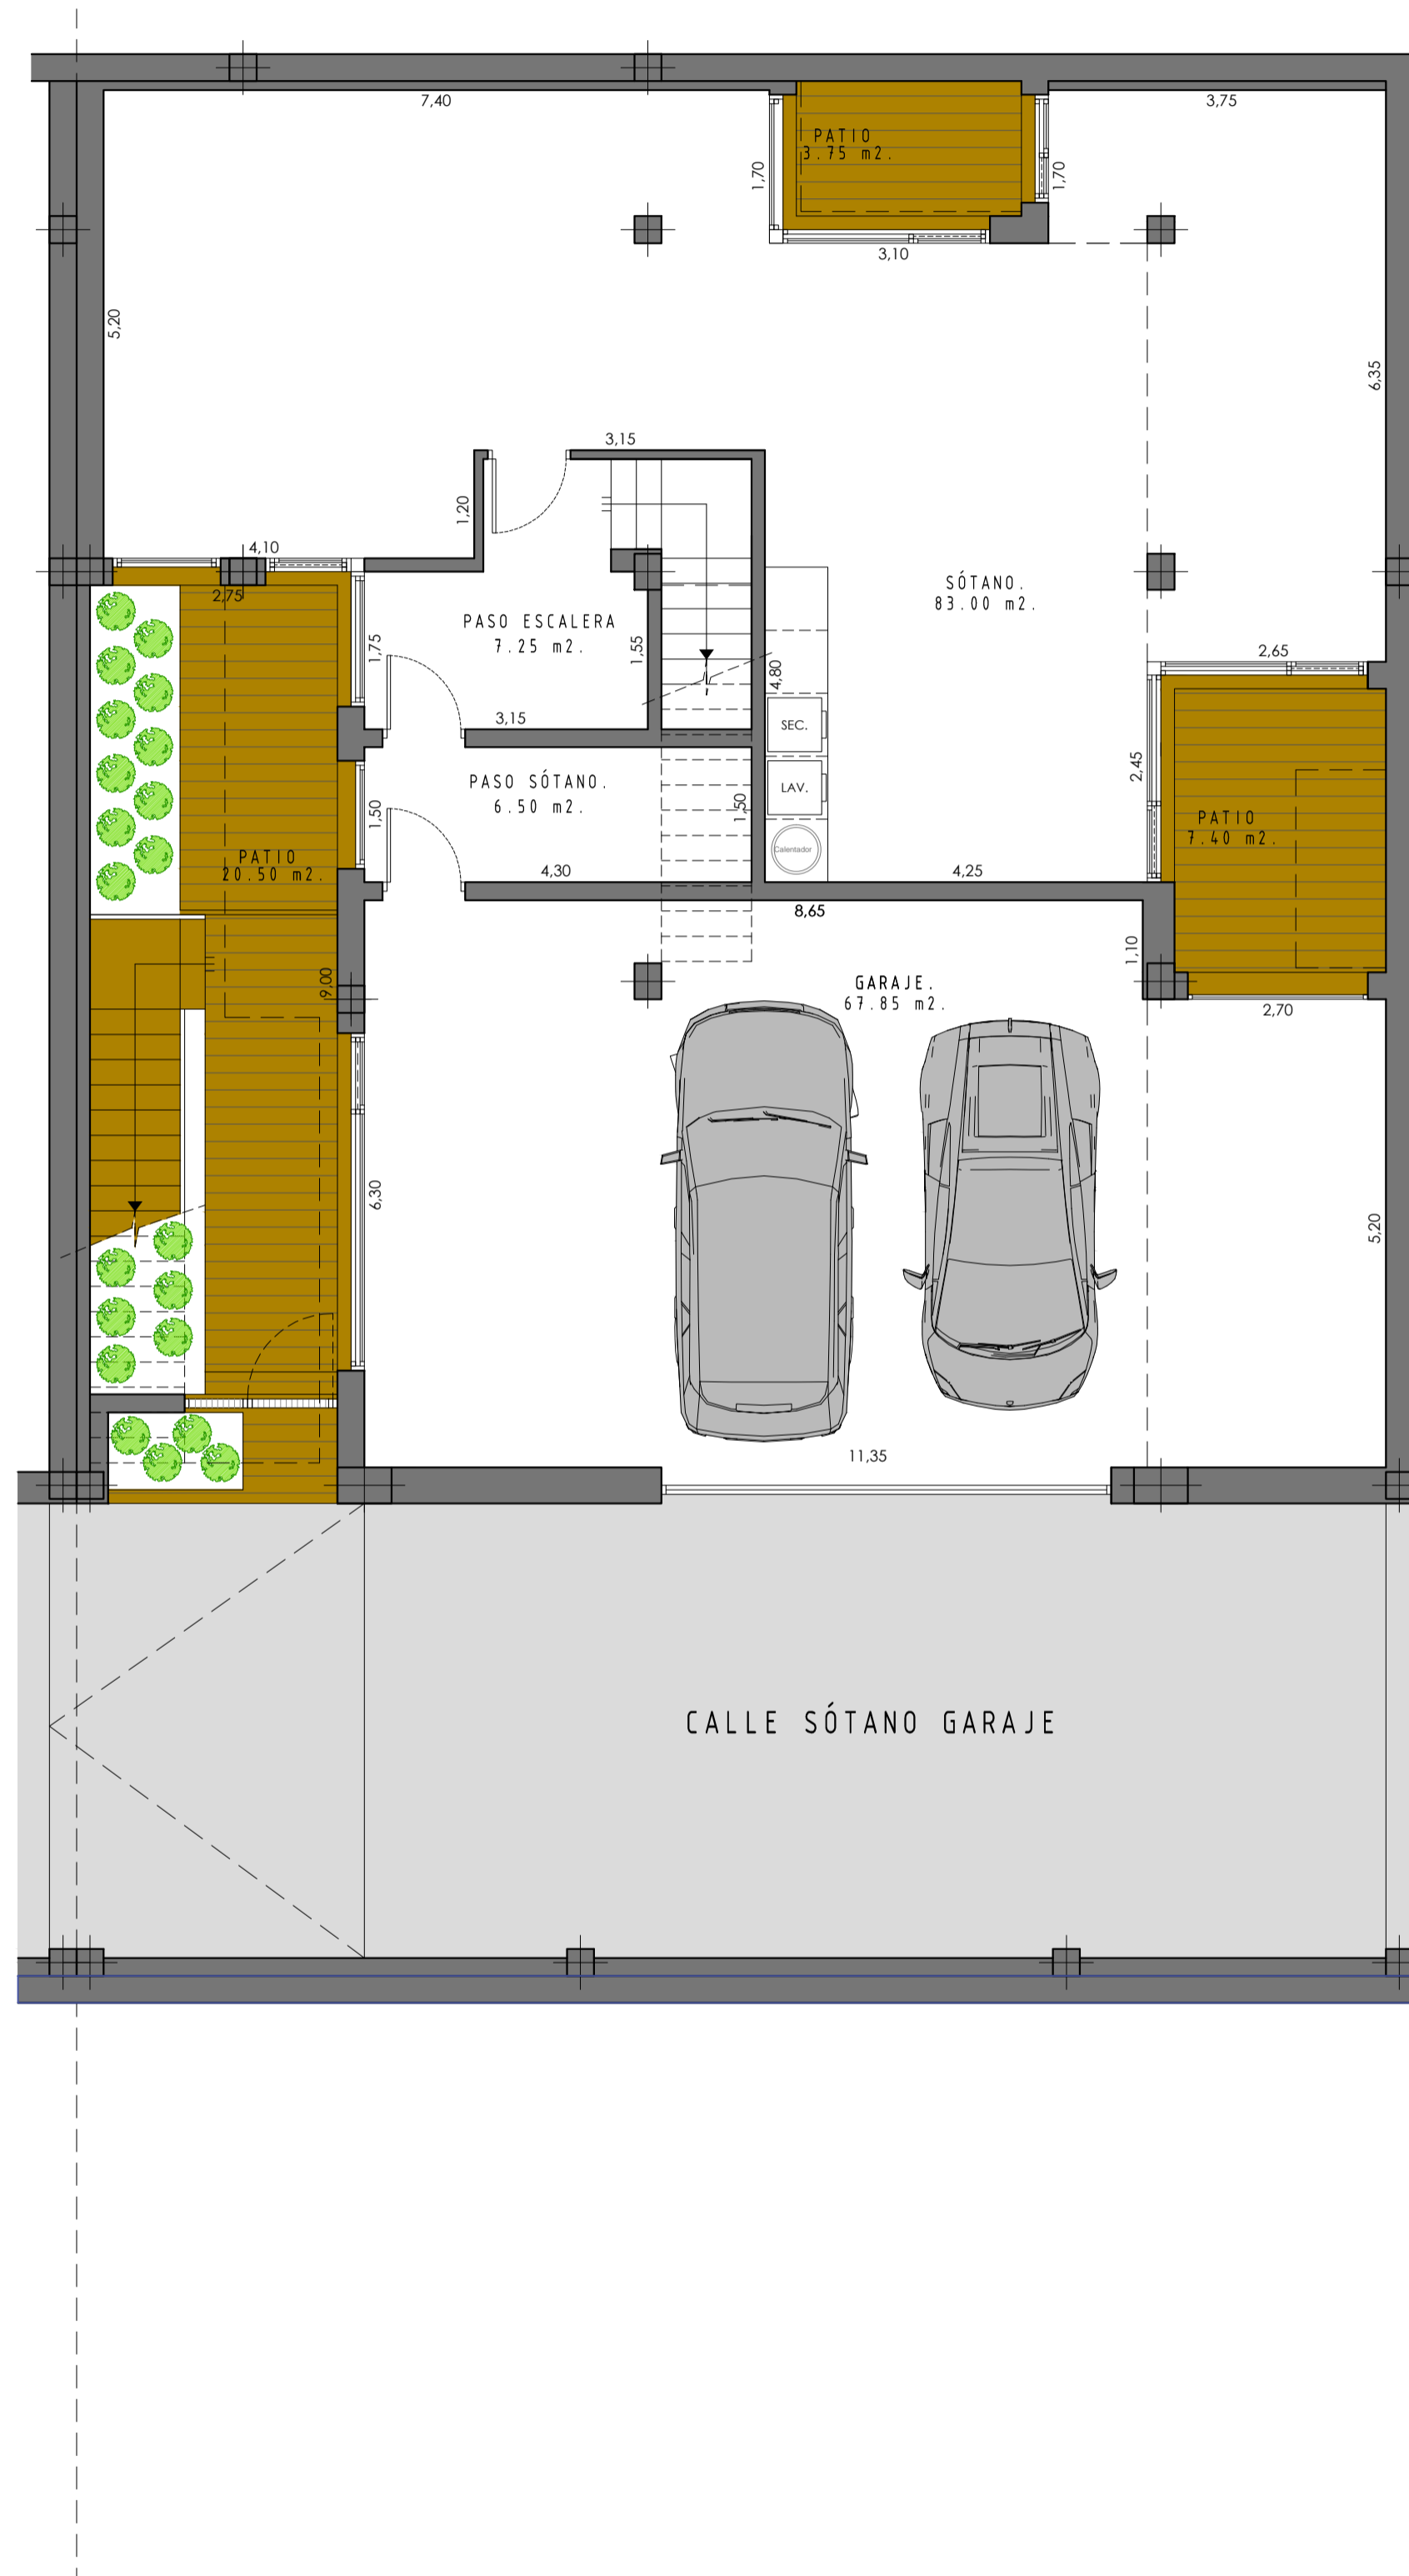 7,40
3,75
PATIO
3.75 m2.
1,70
1,70
3,10
5,20
6,35
3,15
1,20
4,10
2,75
SÓTANO.
83.00 m2.
PASO ESCALERA
7.25 m2.
1,75
1,55
4,80
2,65
3,15
SEC.
2,45
PASO SÓTANO.
6.50 m2.
LAV.
1,50
1,50
PATIO
7.40 m2.
Calentador
PATIO
20.50 m2.
4,30
4,25
8,65
1,10
9,00
GARAJE.
67.85 m2.
2,70
6,30
5,20
11,35
CALLE SÓTANO GARAJE